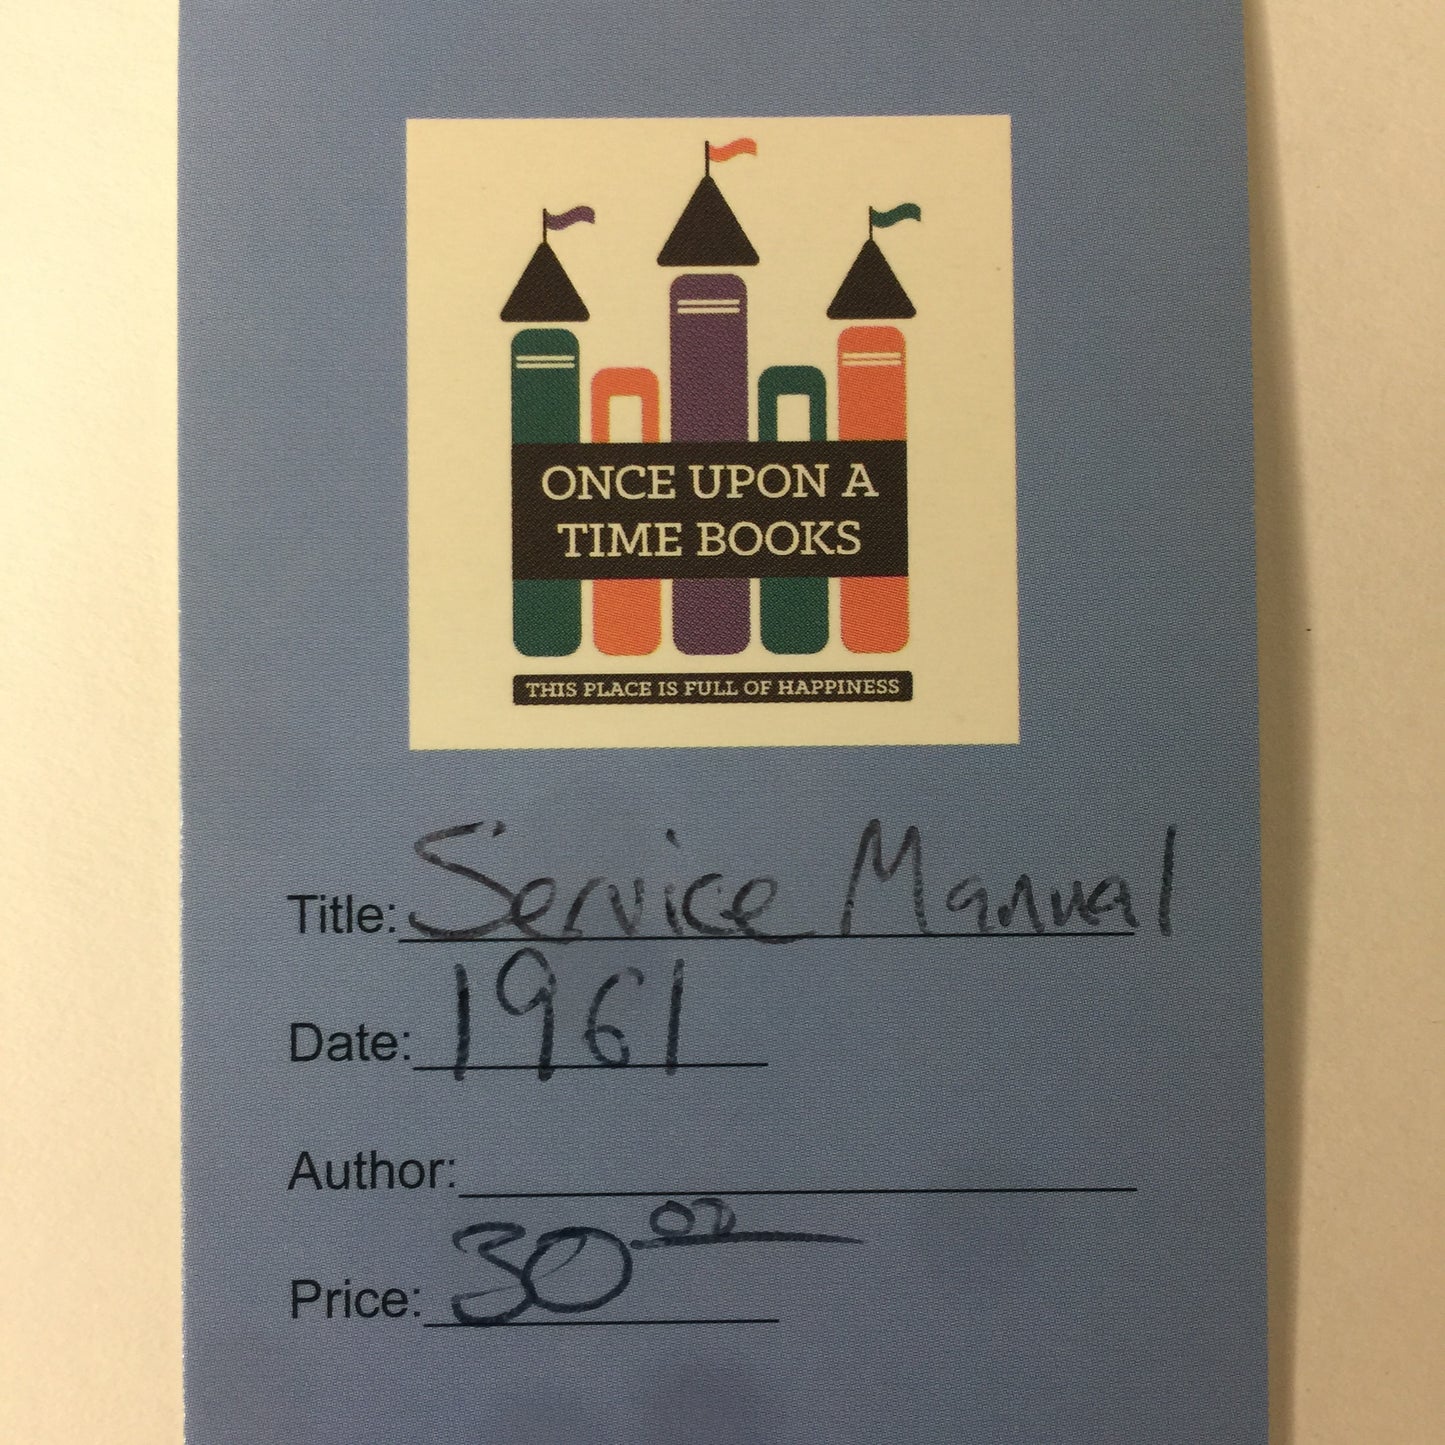 ONCE UPON A
TIME BOOKS
THIS PLACE IS FULL OF HAPPINESS
Title: Service Manual
Date: 1961
Author:
Price: 30 00